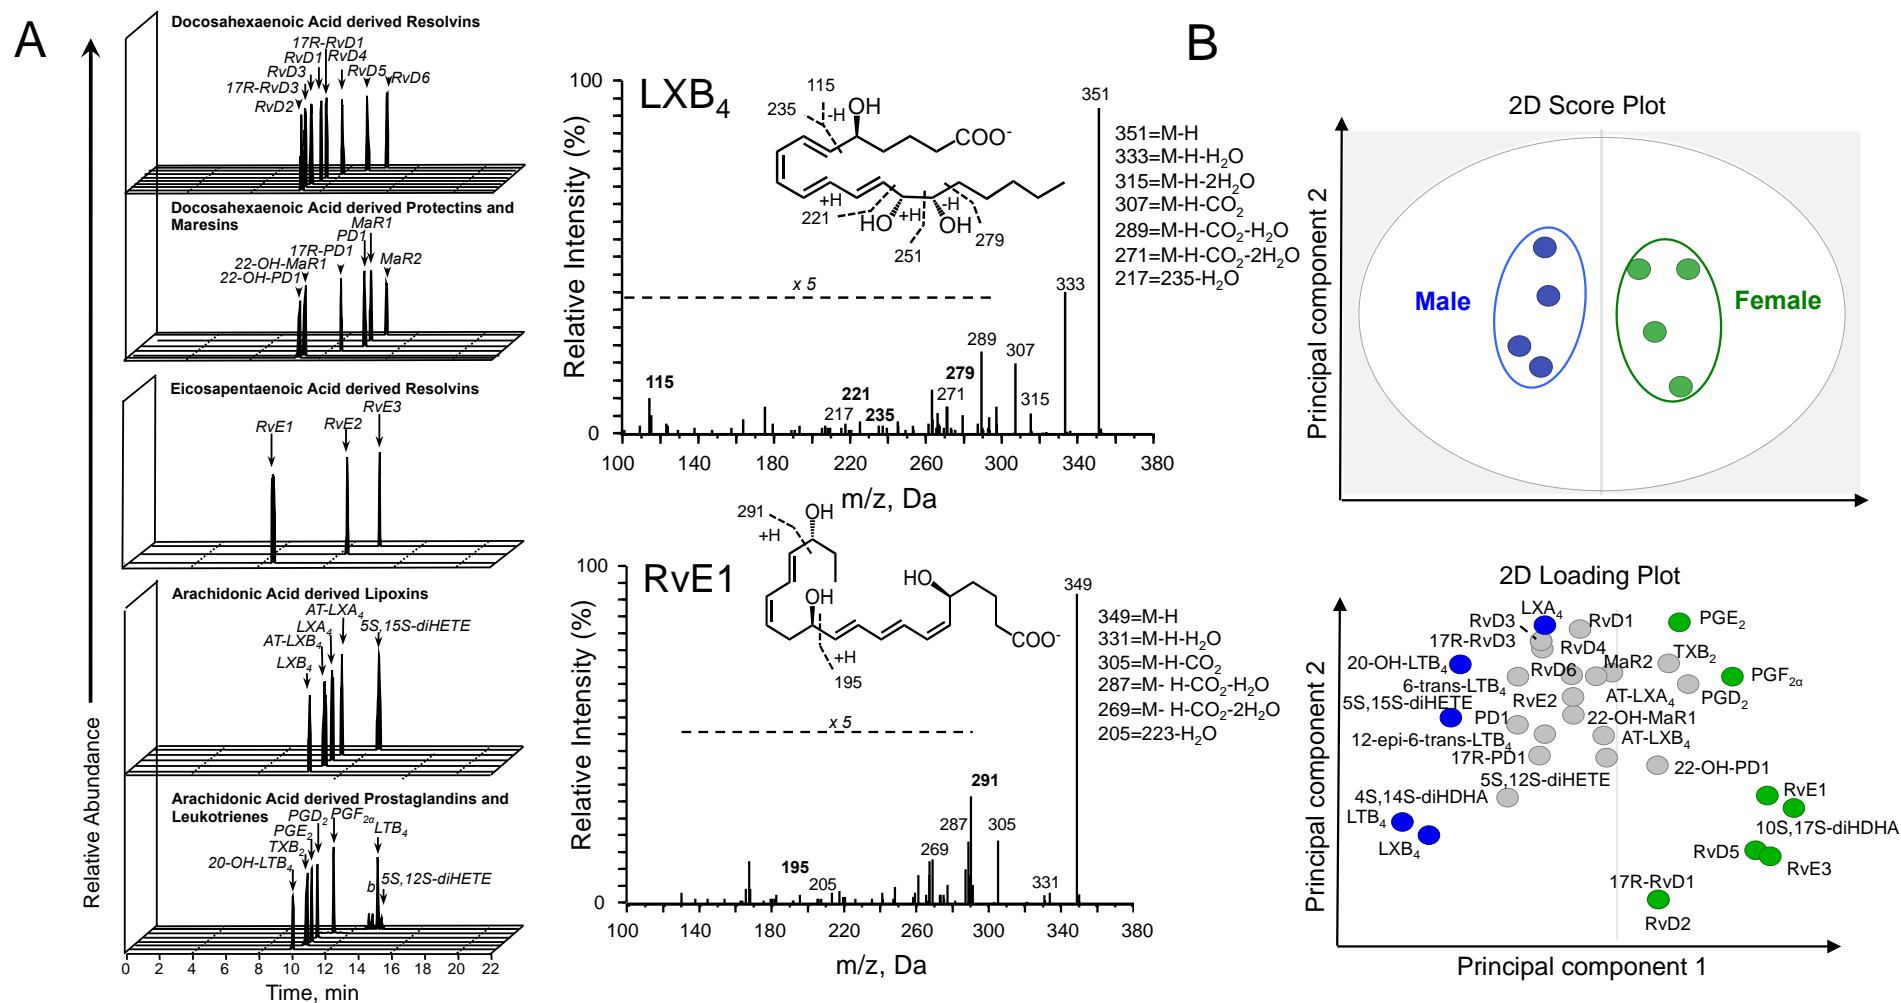 A
Relative Abundance
Docosahexaenoic Acid derived Resolvins
17R-RvD1
RvD1
RvD4
RvD3
RvD5
RvD6
17R-RvD3
RvD2
Docosahexaenoic Acid derived Protectins and
Maresins
MaR1
PD1
17R-PD1
MaR2
22-OH-MaR1
22-OH-PD1
Eicosapentaenoic Acid derived Resolvins
RvE3
RvE2
RvE1
Arachidonic Acid derived Lipoxins
AT-LXA4
LXA4
5S,15S-diHETE
AT-LXB4
LXB4
Arachidonic Acid derived Prostaglandins and
Leukotrienes
PGD2
PGF2α
PGE2
LTB4
TXB2
20-OH-LTB4
b
5S,12S-diHETE
0 2 4 6 8 10 12 14 16 18 20 22
Time, min
LXB4
Relative Intensity (%)
100
0
115
235
-H
OH
COO-
+H
221
HO
+H
251
-H
OH
279
x 5
351
333
289
307
315
279
271
115
221
217
235
351=M-H
333=M-H-H2O
315=M-H-2H2O
307=M-H-CO2
289=M-H-CO2-H2O
271=M-H-CO2-2H2O
217=235-H2O
100 140 180 220 260 300 340 380
m/z, Da
RvE1
Relative Intensity (%)
100
0
291
+H
OH
OH
HO
COO-
+H
195
x 5
349
291
287
305
269
195
205
331
349=M-H
331=M-H-H2O
305=M-H-CO2
287=M- H-CO2-H2O
269=M- H-CO2-2H2O
205=223-H2O
100 140 180 220 260 300 340 380
m/z, Da
B
2D Score Plot
Principal component 2
Male
Female
2D Loading Plot
Principal component 2
LXA4
RvD3
RvD1
PGE2
17R-RvD3
RvD4
TXB2
20-OH-LTB4
RvD6
MaR2
PGF2α
6-trans-LTB4
AT-LXA4
PGD2
5S,15S-diHETE
RvE2
PD1
22-OH-MaR1
12-epi-6-trans-LTB4
AT-LXB4
17R-PD1
22-OH-PD1
5S,12S-diHETE
4S,14S-diHDHA
RvE1
LTB4
10S,17S-diHDHA
LXB4
RvD5
RvE3
17R-RvD1
RvD2
Principal component 1